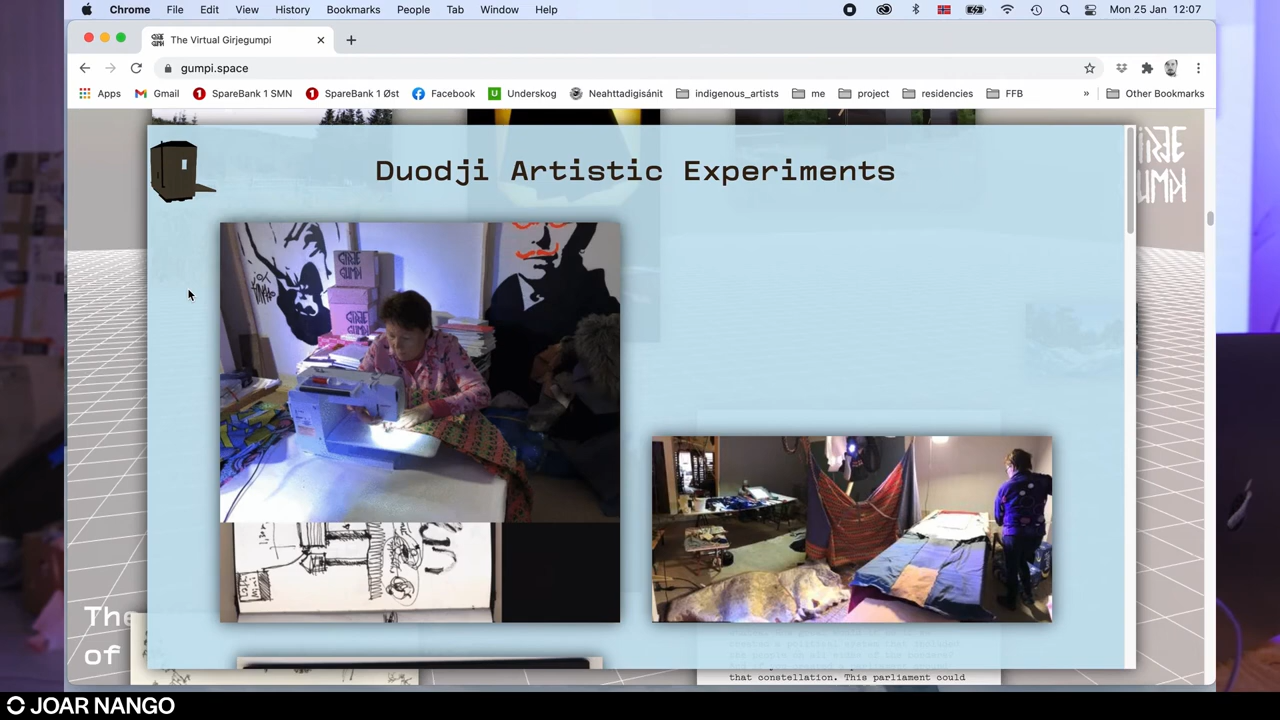 Chrome File Edit View History Bookmarks People Tab Window Help Mon 25 Jan 12:07
The Virtual Girjegumpi
gumpi.space
Apps Gmail SpareBank 1 SMN SpareBank 1 Øst Facebook Underskog Neahttadigisánit indigenous_artists me project residencies FFB » Other Bookmarks
Duodji Artistic Experiments
GIRJE
GUMPI
The
of
that constellation. This parliament could
JOAR NANGO